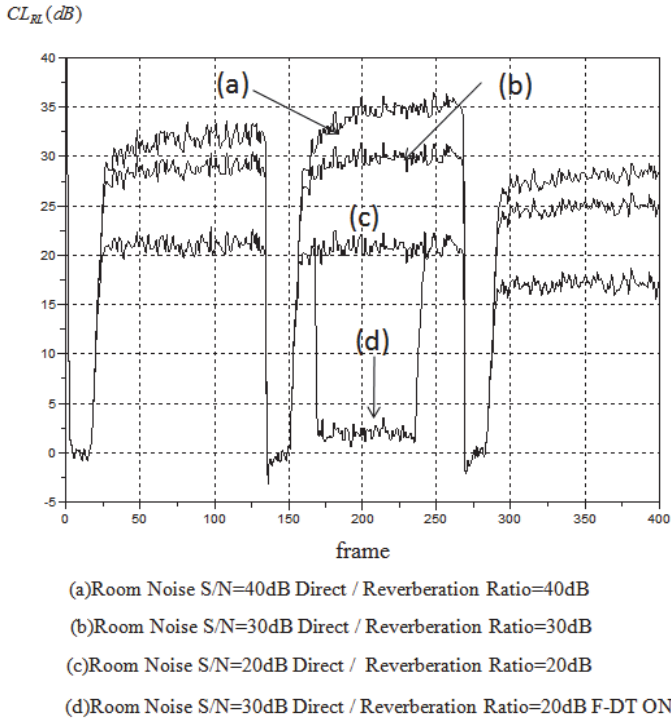 CL_RL (dB)
40
35
30
25
20
15
10
5
0
-5
(a)
(b)
(c)
(d)
0 50 100 150 200 250 300 350 400
frame
(a)Room Noise S/N=40dB Direct / Reverberation Ratio=40dB
(b)Room Noise S/N=30dB Direct / Reverberation Ratio=30dB
(c)Room Noise S/N=20dB Direct / Reverberation Ratio=20dB
(d)Room Noise S/N=30dB Direct / Reverberation Ratio=20dB F-DT ON